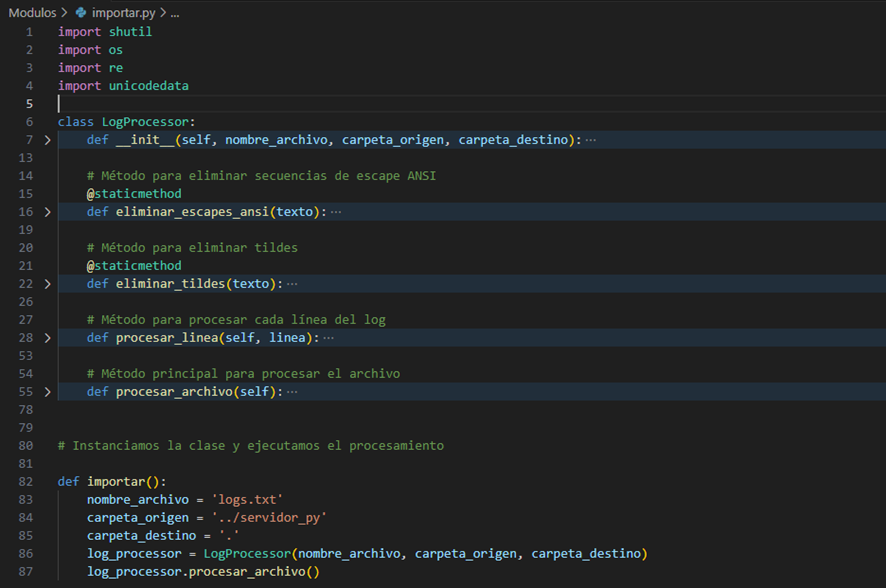 Modulos > importar.py > ...
1 import shutil
2 import os
3 import re
4 import unicodedata
5
6 class LogProcessor:
7 def __init__(self, nombre_archivo, carpeta_origen, carpeta_destino): ...
13
14 # Método para eliminar secuencias de escape ANSI
15 @staticmethod
16 def eliminar_escapes_ansi(texto): ...
19
20 # Método para eliminar tildes
21 @staticmethod
22 def eliminar_tildes(texto): ...
26
27 # Método para procesar cada línea del log
28 def procesar_linea(self, linea): ...
53
54 # Método principal para procesar el archivo
55 def procesar_archivo(self): ...
78
79
80 # Instanciamos la clase y ejecutamos el procesamiento
81
82 def importar():
83 nombre_archivo = 'logs.txt'
84 carpeta_origen = '../servidor_py'
85 carpeta_destino = '.'
86 log_processor = LogProcessor(nombre_archivo, carpeta_origen, carpeta_destino)
87 log_processor.procesar_archivo()